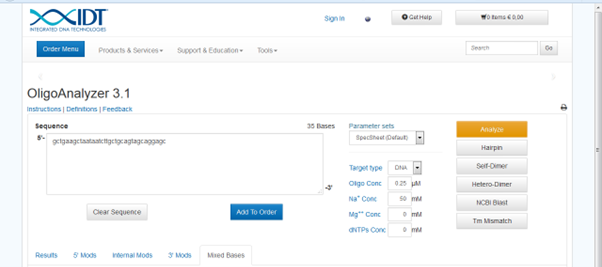 IDT
INTEGRATED DNA TECHNOLOGIES
Sign In
Get Help
0 Items € 0,00
Order Menu
Products & Services
Support & Education
Tools
Search
Go
OligoAnalyzer 3.1
Instructions | Definitions | Feedback
Sequence
35 Bases
Parameter sets
5'-
SpecSheet (Default)
Analyze
Hairpin
Target type
DNA
Self-Dimer
Oligo Conc
0.25
µM
-3'
Na+ Conc
50
mM
Hetero-Dimer
Clear Sequence
Add To Order
Mg++ Conc
0
mM
NCBI Blast
dNTPs Conc
0
mM
Tm Mismatch
Results
5' Mods
Internal Mods
3' Mods
Mixed Bases